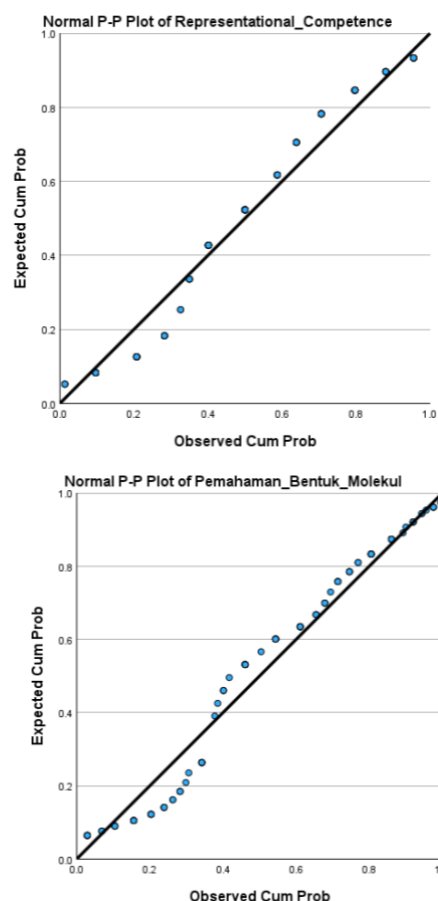 Normal P-P Plot of Representational_Competence
1.0
0.8
0.6
0.4
0.2
0.0
0.0 0.2 0.4 0.6 0.8 1.0
Expected Cum Prob
Observed Cum Prob
Normal P-P Plot of Pemahaman_Bentuk_Molekul
1.0
0.8
0.6
0.4
0.2
0.0
0.0 0.2 0.4 0.6 0.8 1
Expected Cum Prob
Observed Cum Prob